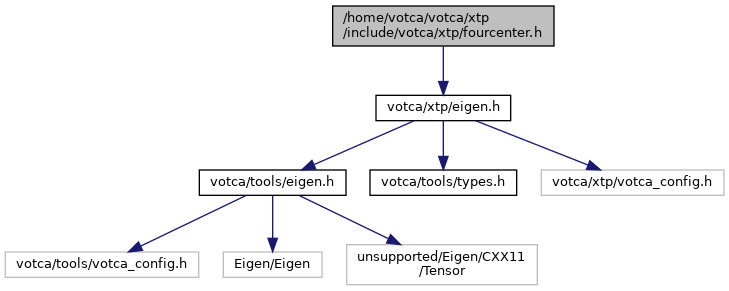 /home/votca/votca/xtp
/include/votca/xtp/fourcenter.h
votca/xtp/eigen.h
votca/tools/eigen.h
votca/tools/types.h
votca/xtp/votca_config.h
votca/tools/votca_config.h
Eigen/Eigen
unsupported/Eigen/CXX11
/Tensor